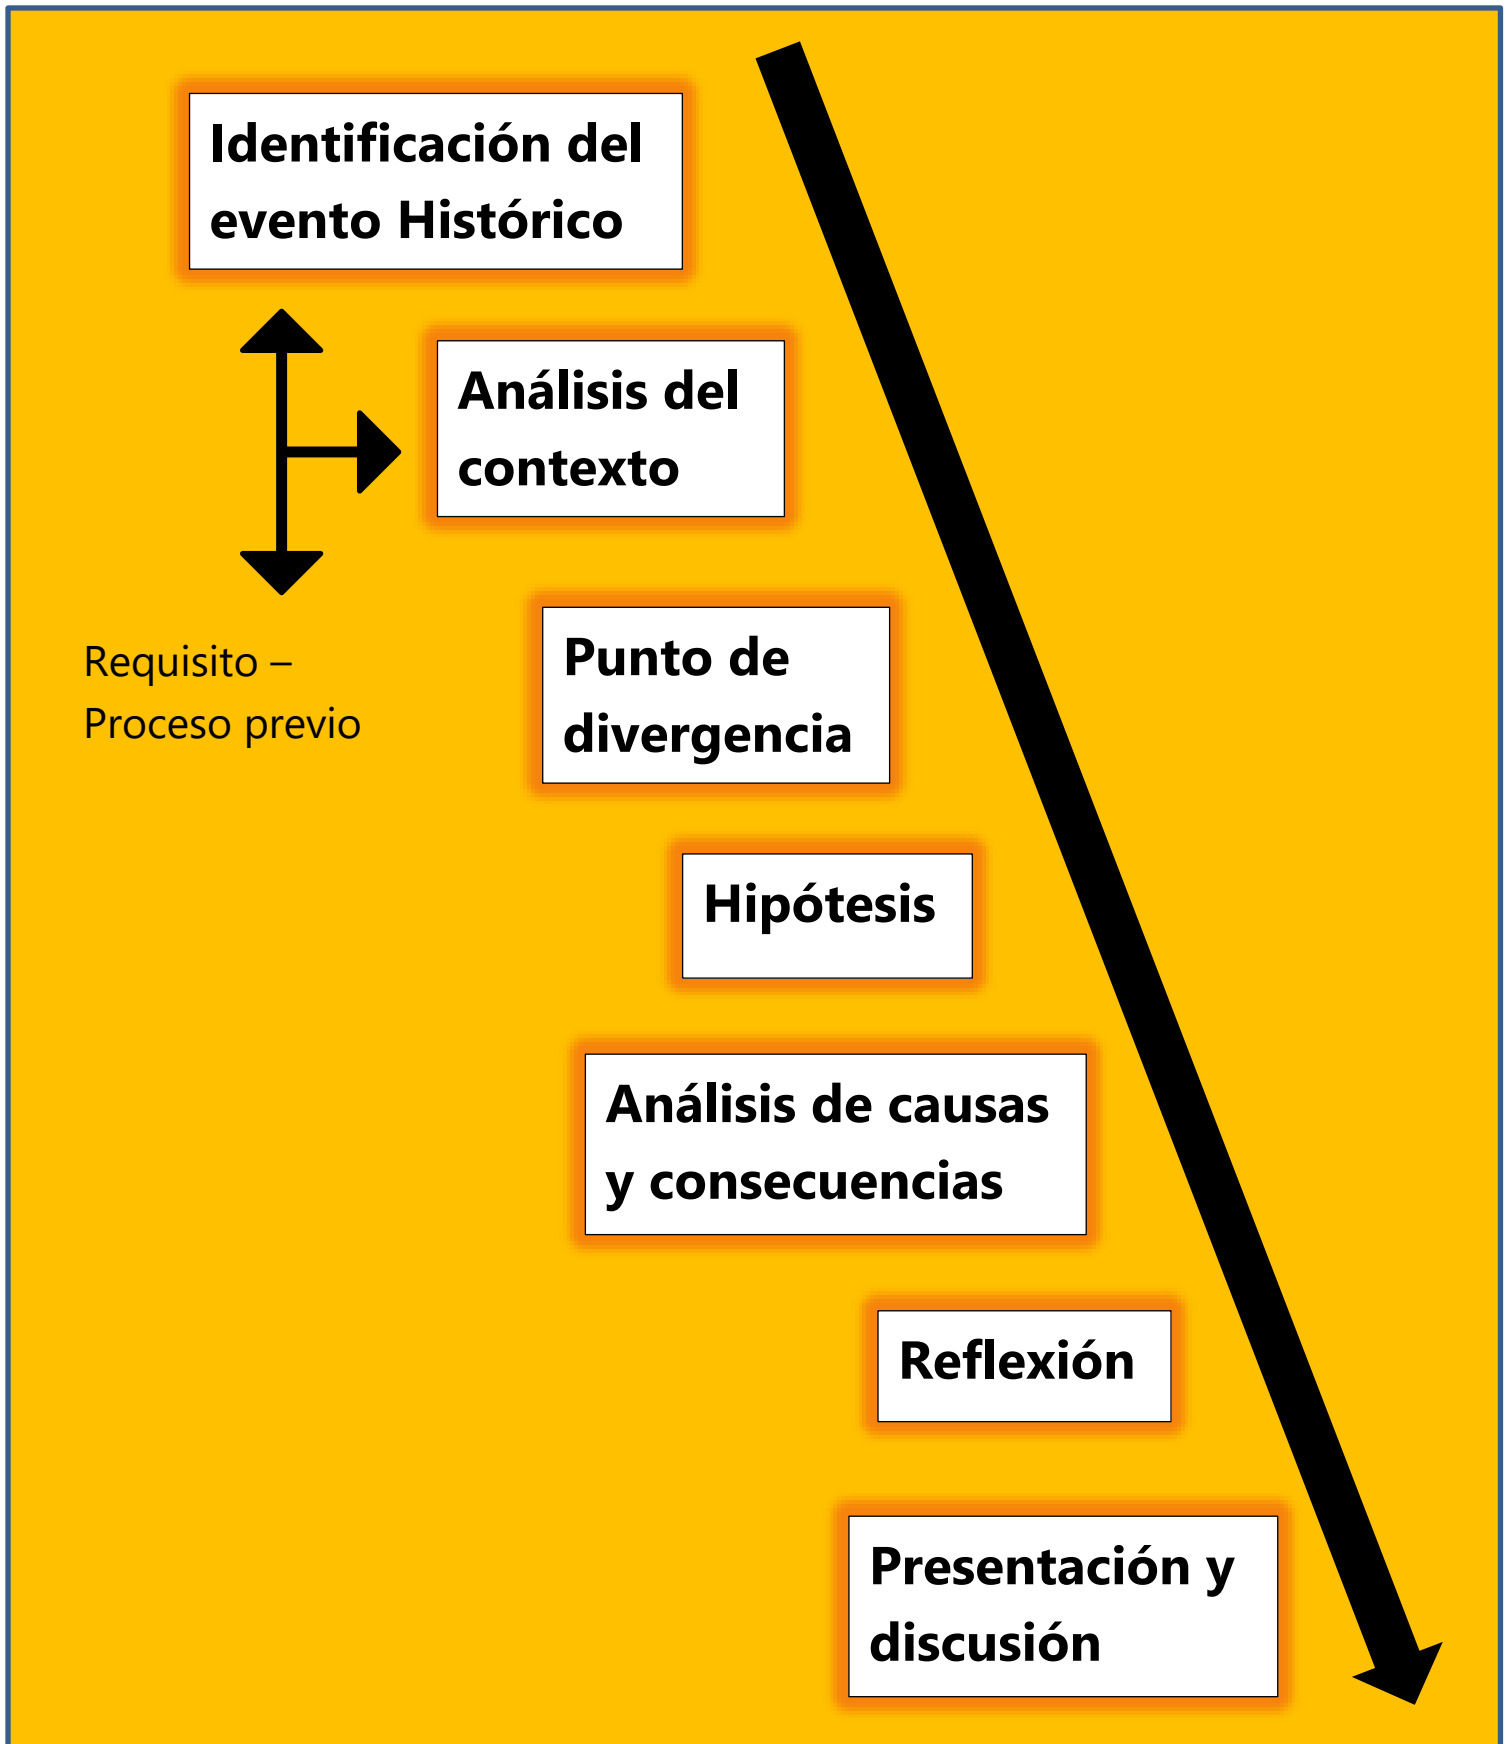 Identificación del
evento Histórico
Análisis del
contexto
Requisito –
Proceso previo
Punto de
divergencia
Hipótesis
Análisis de causas
y consecuencias
Reflexión
Presentación y
discusión